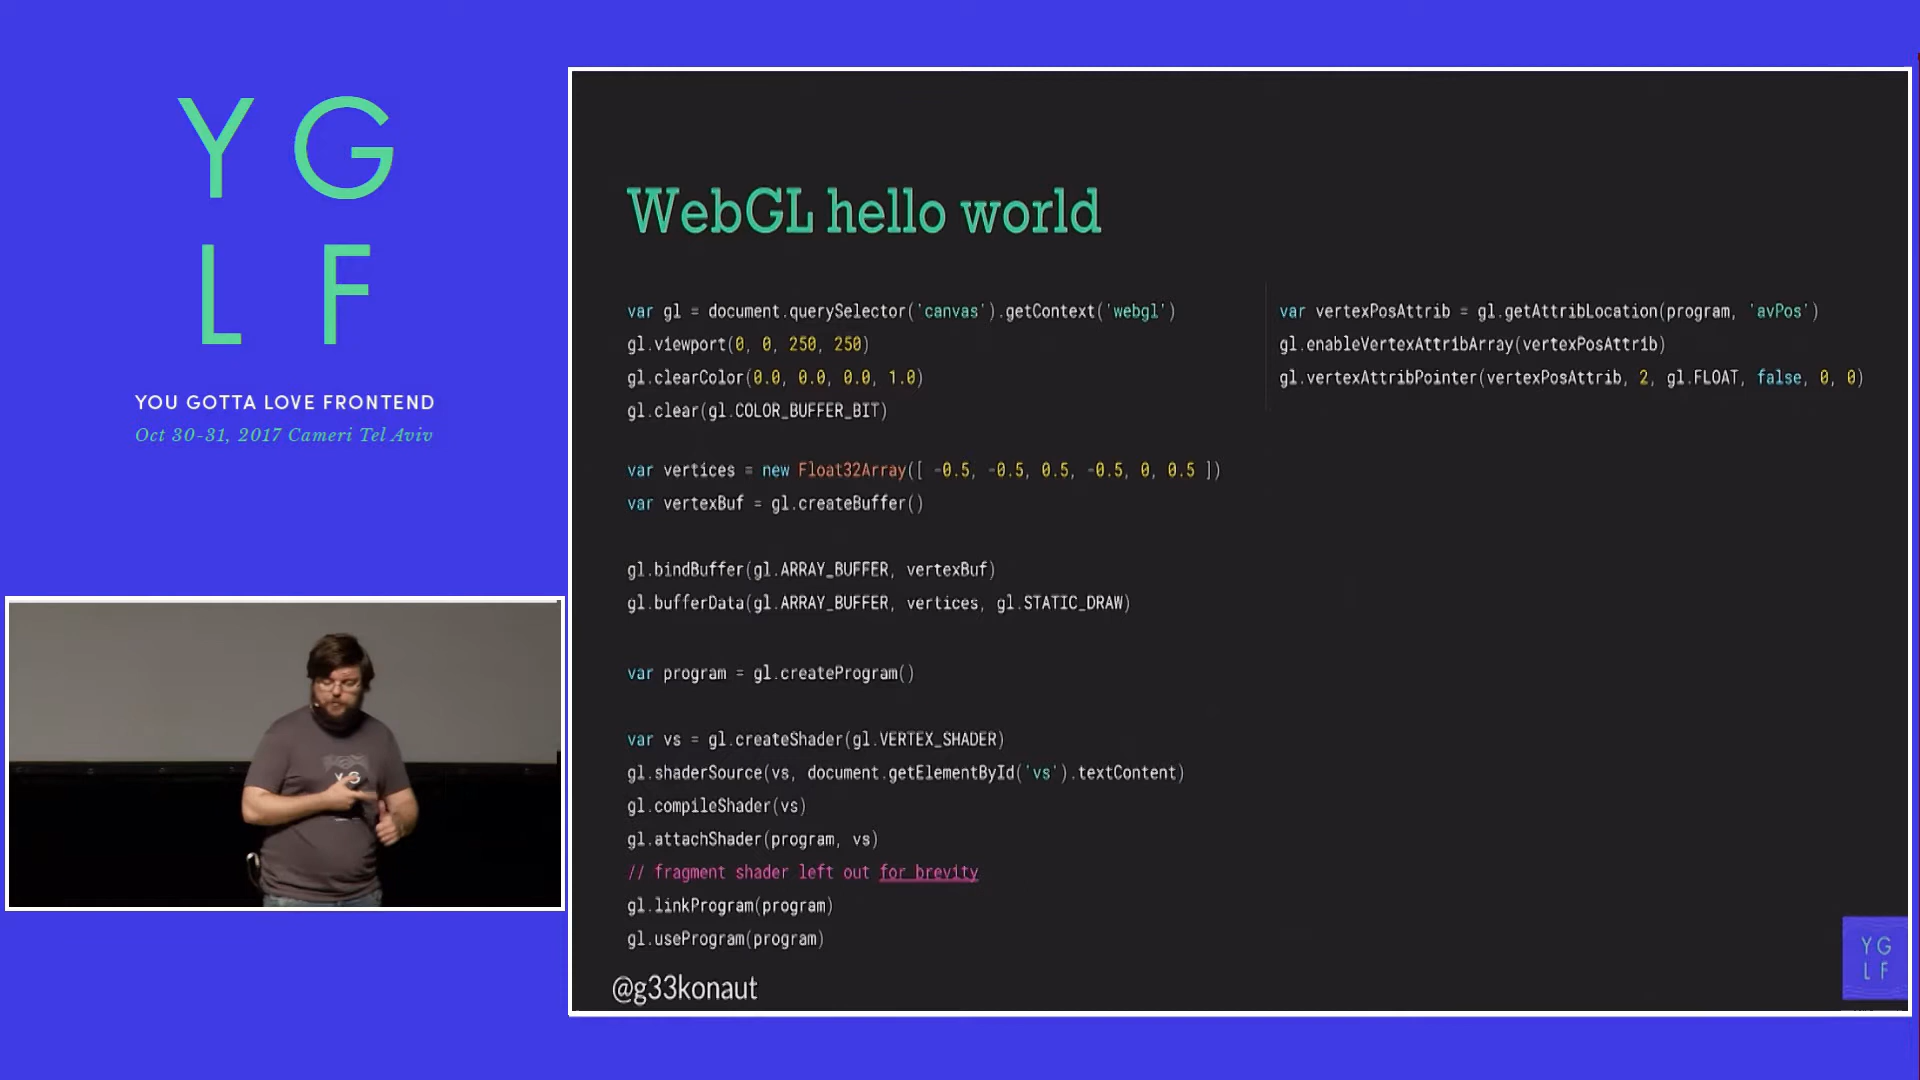 Y G
L F
YOU GOTTA LOVE FRONTEND
Oct 30-31, 2017 Cameri Tel Aviv
WebGL hello world
var gl = document.querySelector('canvas').getContext('webgl')
gl.viewport(0, 0, 250, 250)
gl.clearColor(0.0, 0.0, 0.0, 1.0)
gl.clear(gl.COLOR_BUFFER_BIT)
var vertices = new Float32Array([ -0.5, -0.5, 0.5, -0.5, 0, 0.5 ])
var vertexBuf = gl.createBuffer()
gl.bindBuffer(gl.ARRAY_BUFFER, vertexBuf)
gl.bufferData(gl.ARRAY_BUFFER, vertices, gl.STATIC_DRAW)
var program = gl.createProgram()
var vs = gl.createShader(gl.VERTEX_SHADER)
gl.shaderSource(vs, document.getElementById('vs').textContent)
gl.compileShader(vs)
gl.attachShader(program, vs)
// fragment shader left out for brevity
gl.linkProgram(program)
gl.useProgram(program)
var vertexPosAttrib = gl.getAttribLocation(program, 'avPos')
gl.enableVertexAttribArray(vertexPosAttrib)
gl.vertexAttribPointer(vertexPosAttrib, 2, gl.FLOAT, false, 0, 0)
@g33konaut
YG
LF
YG